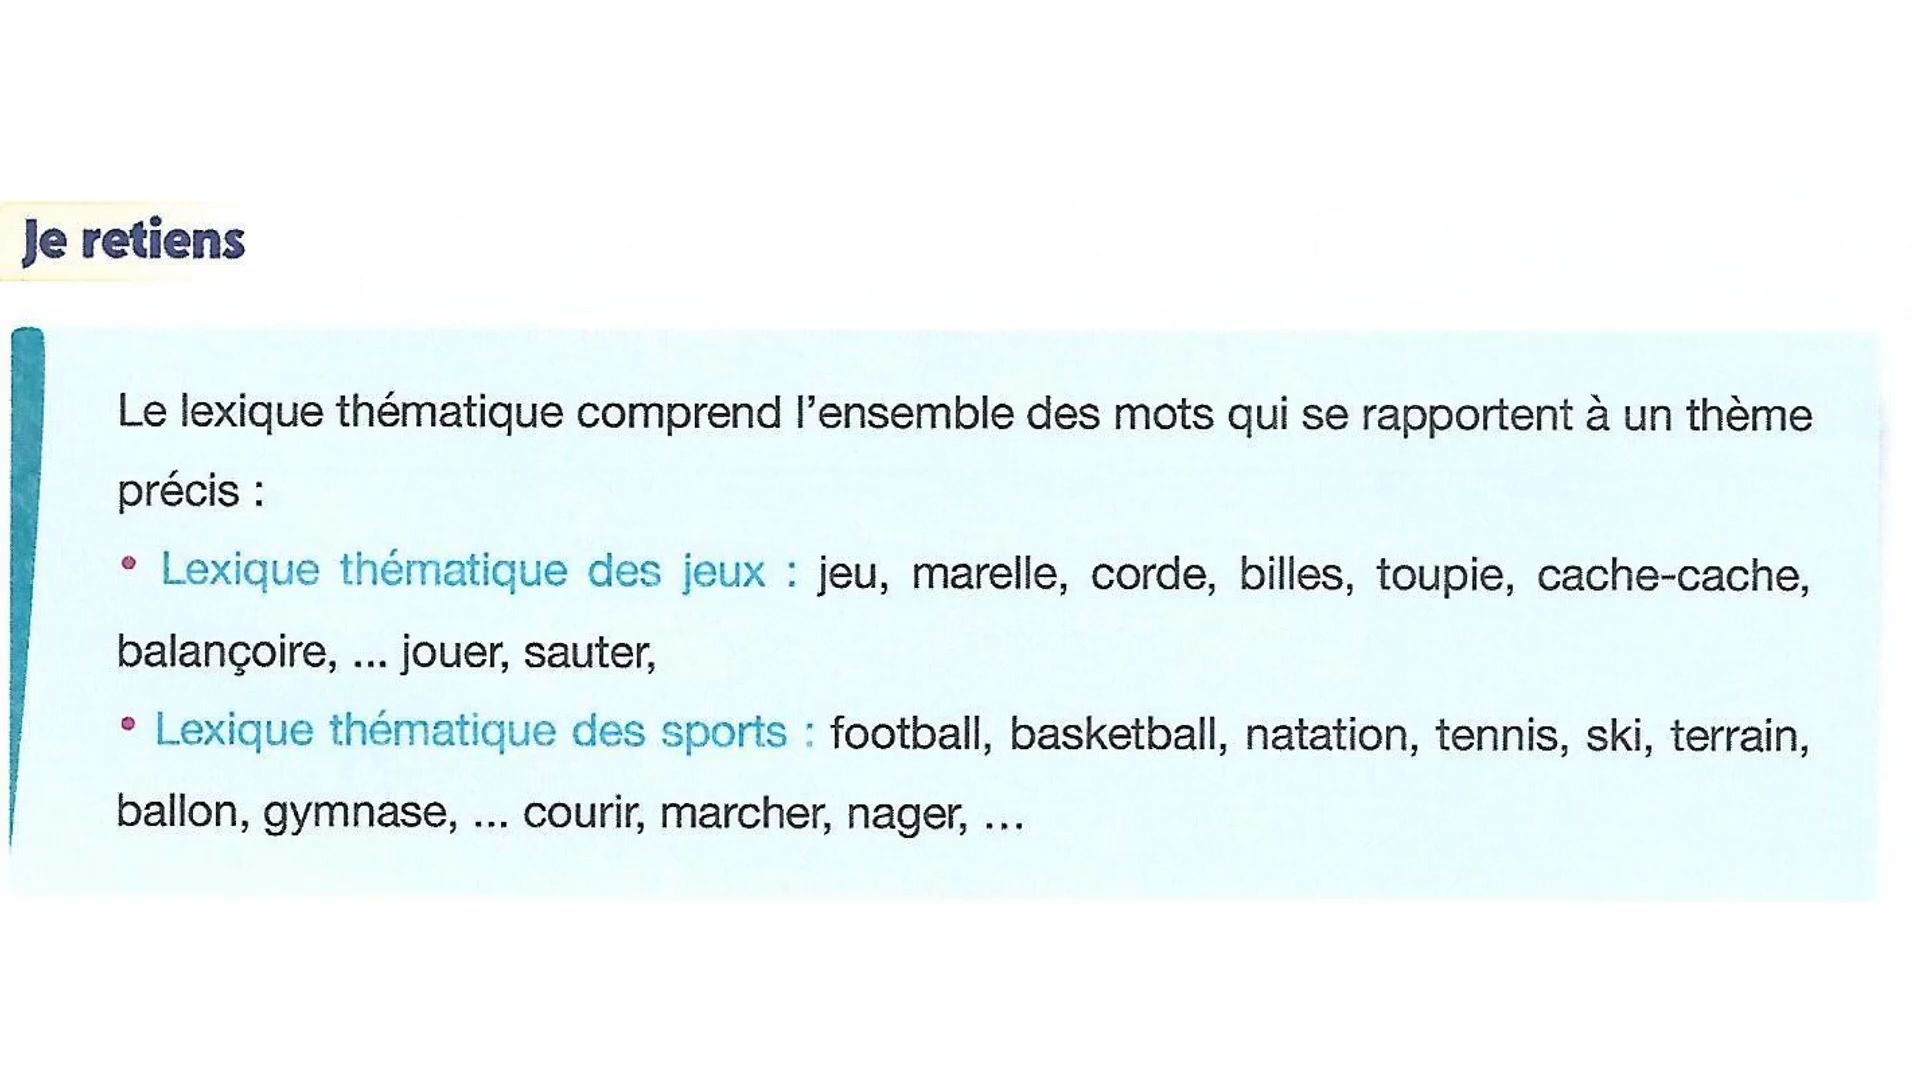 Je retiens
Le lexique thématique comprend l'ensemble des mots qui se rapportent à un thème
précis :
• Lexique thématique des jeux : jeu, marelle, corde, billes, toupie, cache-cache,
balançoire, ... jouer, sauter,
• Lexique thématique des sports : football, basketball, natation, tennis, ski, terrain,
ballon, gymnase, ... courir, marcher, nager, ...